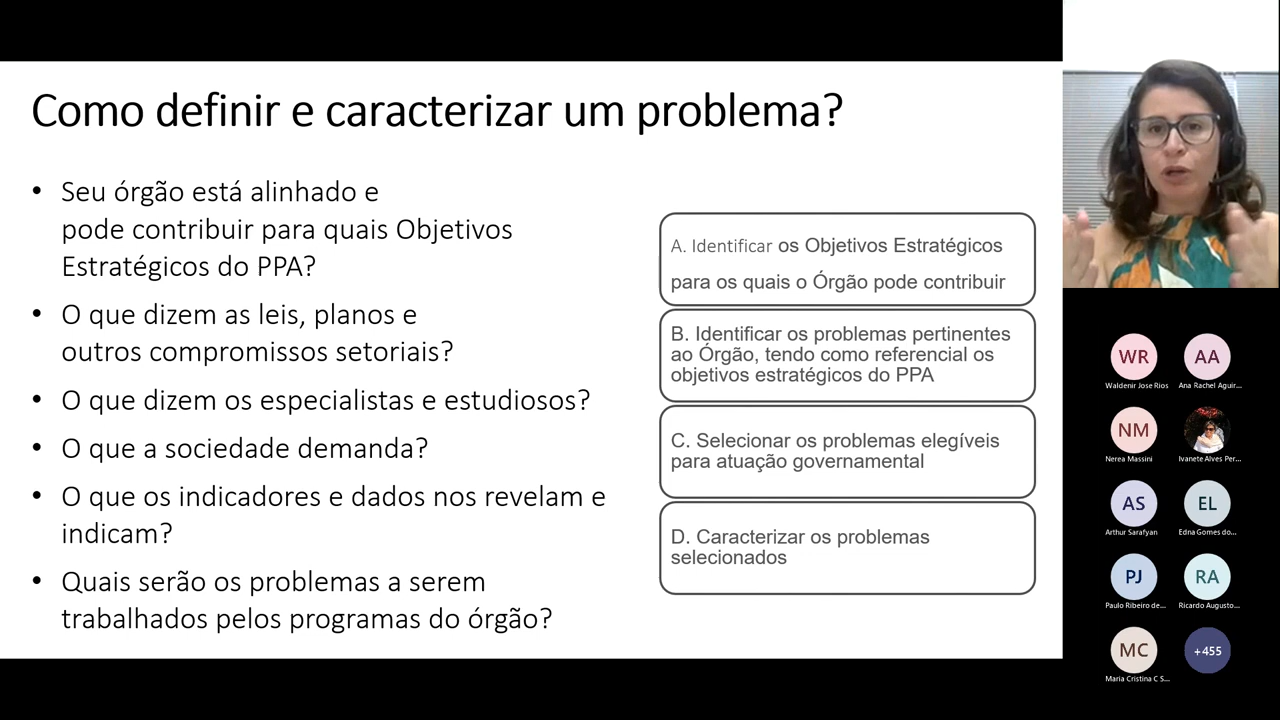 Como definir e caracterizar um problema?
• Seu órgão está alinhado e
pode contribuir para quais Objetivos
Estratégicos do PPA?
• O que dizem as leis, planos e
outros compromissos setoriais?
• O que dizem os especialistas e estudiosos?
• O que a sociedade demanda?
• O que os indicadores e dados nos revelam e
indicam?
• Quais serão os problemas a serem
trabalhados pelos programas do órgão?
A. Identificar os Objetivos Estratégicos
para os quais o Órgão pode contribuir
B. Identificar os problemas pertinentes
ao Órgão, tendo como referencial os
objetivos estratégicos do PPA
C. Selecionar os problemas elegíveis
para atuação governamental
D. Caracterizar os problemas
selecionados
WR
Waldenir Jose Rios
AA
Ana Rachel Aguir...
NM
Nerea Massini
Ivanete Alves Per...
AS
Arthur Sarafyan
EL
Edna Gomes do...
PJ
Paulo Ribeiro de...
RA
Ricardo Augusto...
MC
Maria Cristina C S...
+455